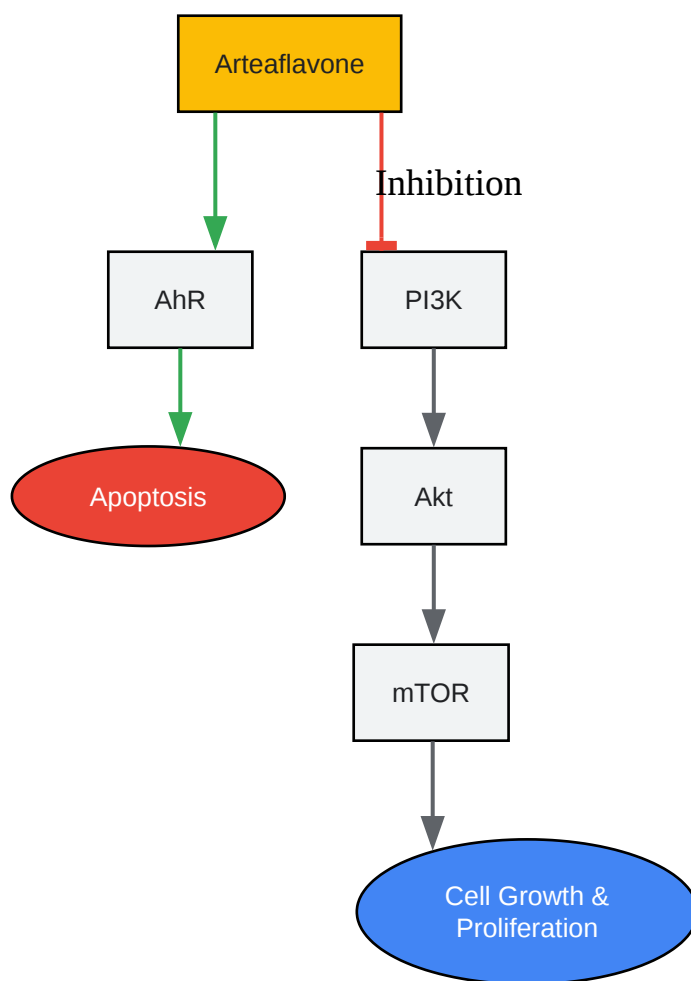 Arteaflavone
Inhibition
AhR
PI3K
Apoptosis
Akt
mTOR
Cell Growth &
Proliferation